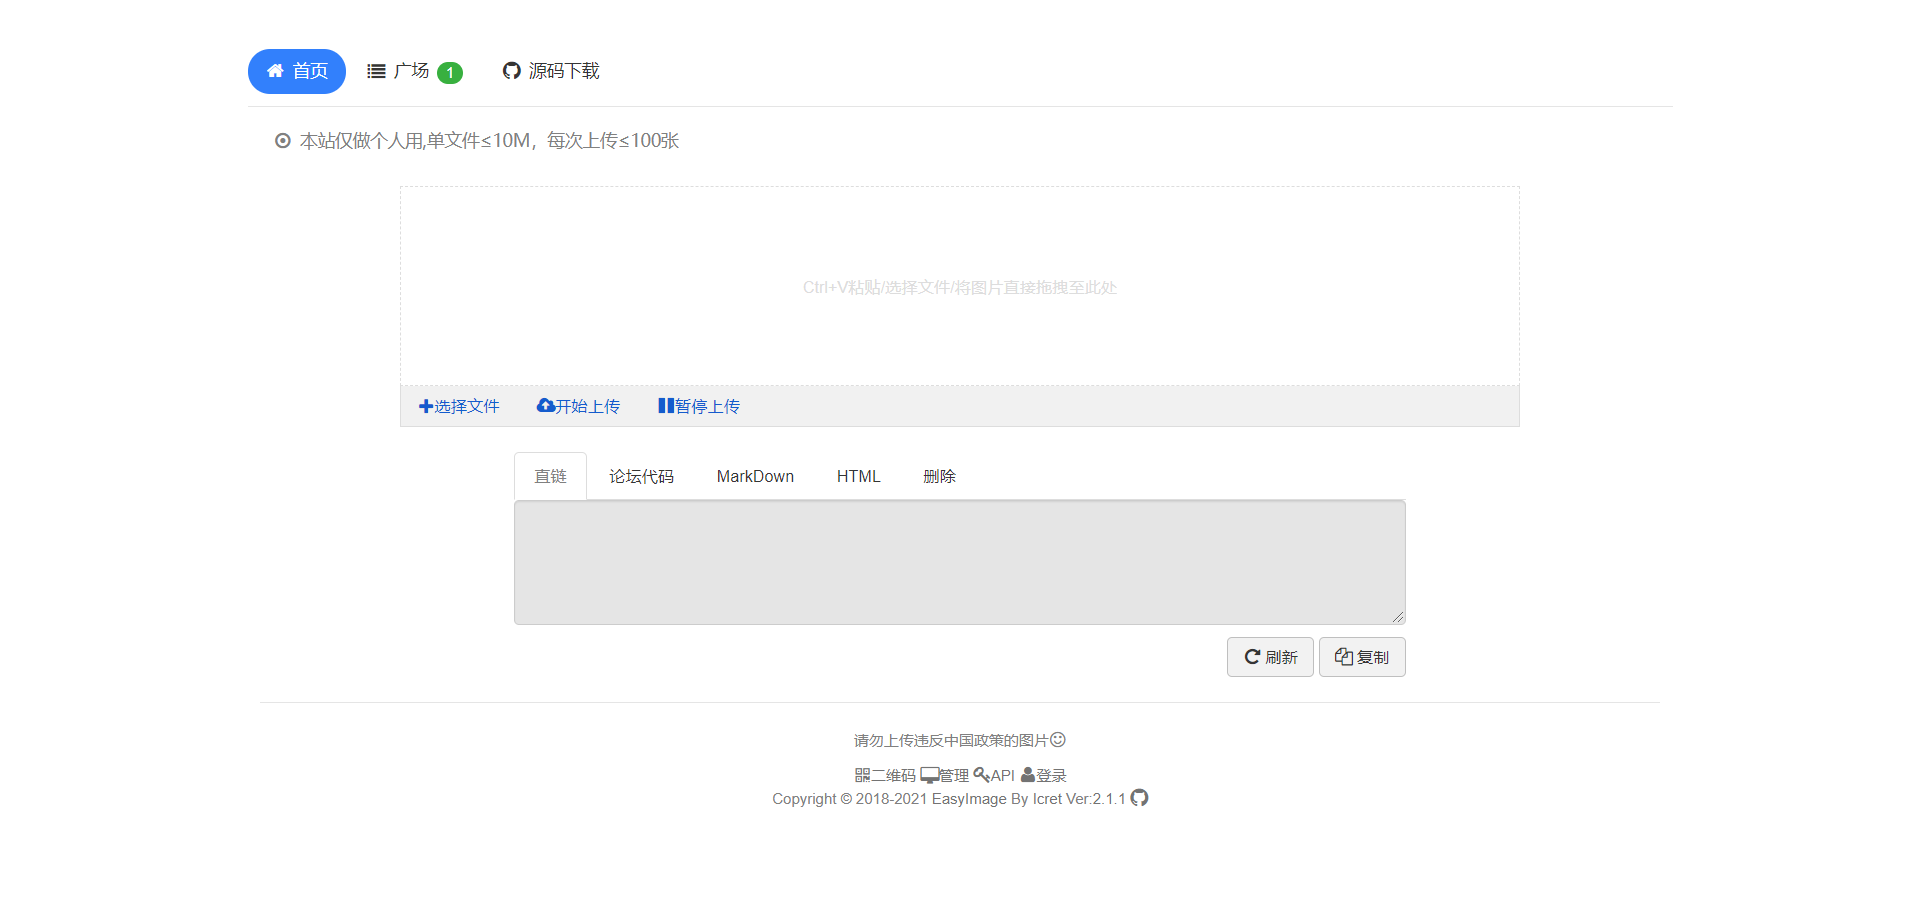 首页 广场 1 源码下载
本站仅做个人用,单文件≤10M，每次上传≤100张
Ctrl+V粘贴/选择文件/将图片直接拖拽至此处
选择文件 开始上传 暂停上传
直链 论坛代码 MarkDown HTML 删除
刷新 复制
请勿上传违反中国政策的图片
二维码 管理 API 登录
Copyright © 2018-2021 EasyImage By Icret Ver:2.1.1